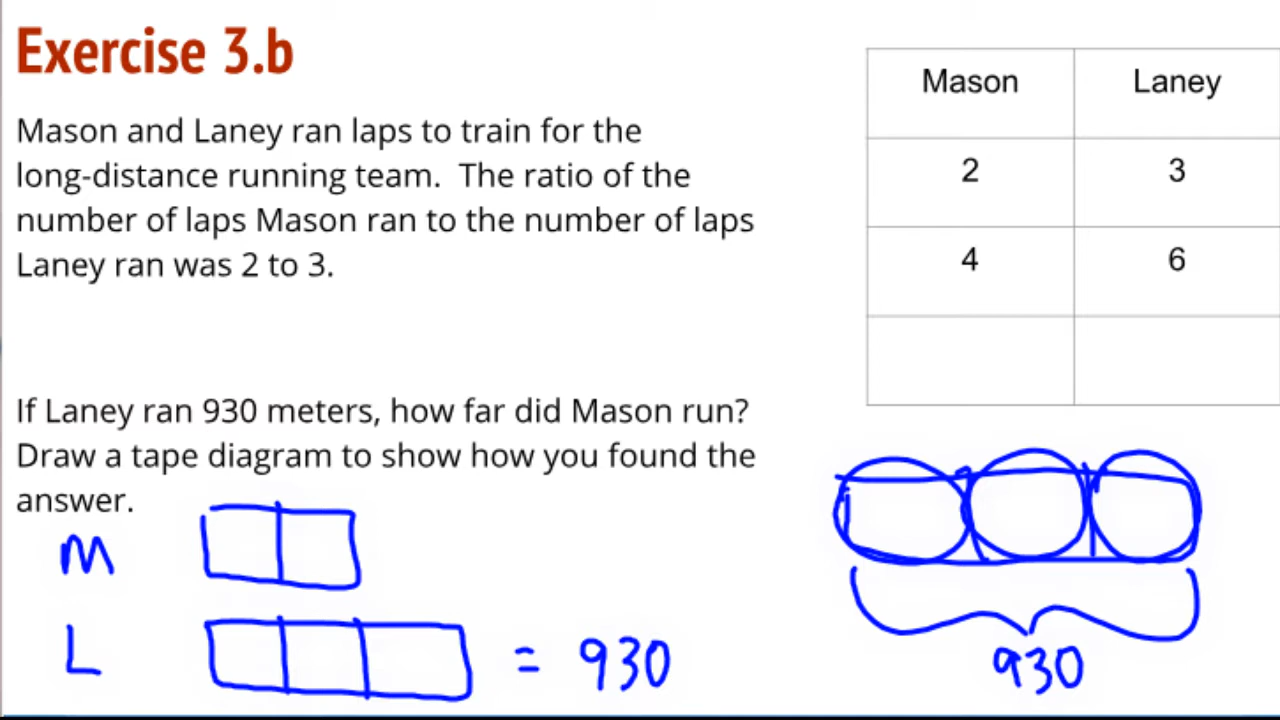 Exercise 3.b
Mason and Laney ran laps to train for the
long-distance running team. The ratio of the
number of laps Mason ran to the number of laps
Laney ran was 2 to 3.
If Laney ran 930 meters, how far did Mason run?
Draw a tape diagram to show how you found the
answer.
M
L = 930
Mason Laney
2 3
4 6
930